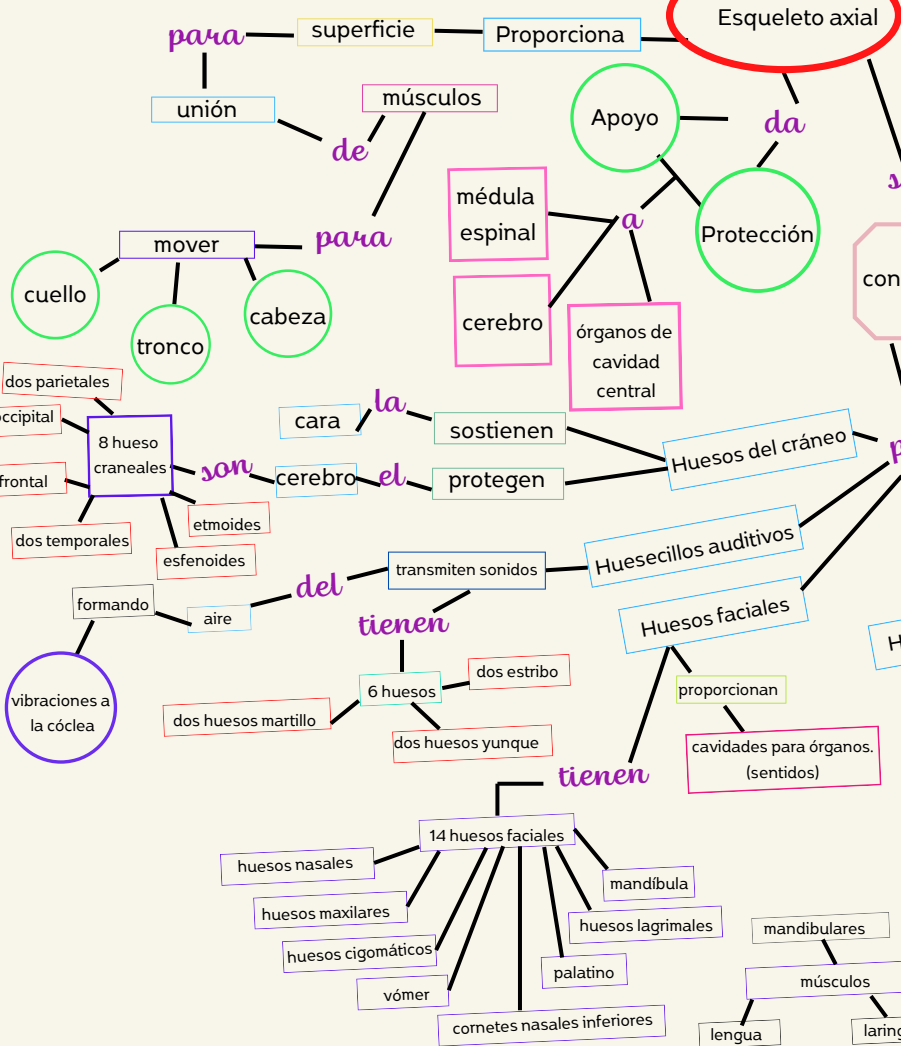 Esqueleto axial
para
superficie
Proporciona
unión
de
músculos
Apoyo
da
médula
espinal
a
Protección
para
mover
cuello
tronco
cabeza
cerebro
órganos de
cavidad
central
dos parietales
8 hueso
craneales
frontal
dos temporales
son
etmoides
esfenoides
cara
la
sostienen
cerebro
el
protegen
Huesos del cráneo
Huesecillos auditivos
Huesos faciales
transmiten sonidos
del
aire
formando
vibraciones a
la cóclea
tienen
6 huesos
dos estribo
dos huesos martillo
dos huesos yunque
proporcionan
cavidades para órganos.
(sentidos)
tienen
14 huesos faciales
huesos nasales
huesos maxilares
huesos cigomáticos
vómer
cornetes nasales inferiores
palatino
huesos lagrimales
mandíbula
mandibulares
músculos
lengua